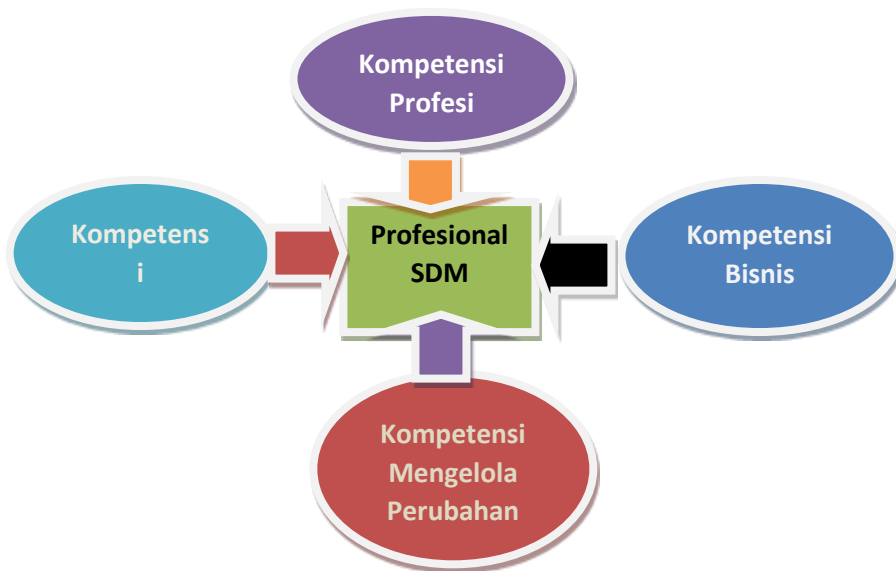 Kompetensi
Profesi
Kompetens
i
Profesional
SDM
Kompetensi
Bisnis
Kompetensi
Mengelola
Perubahan